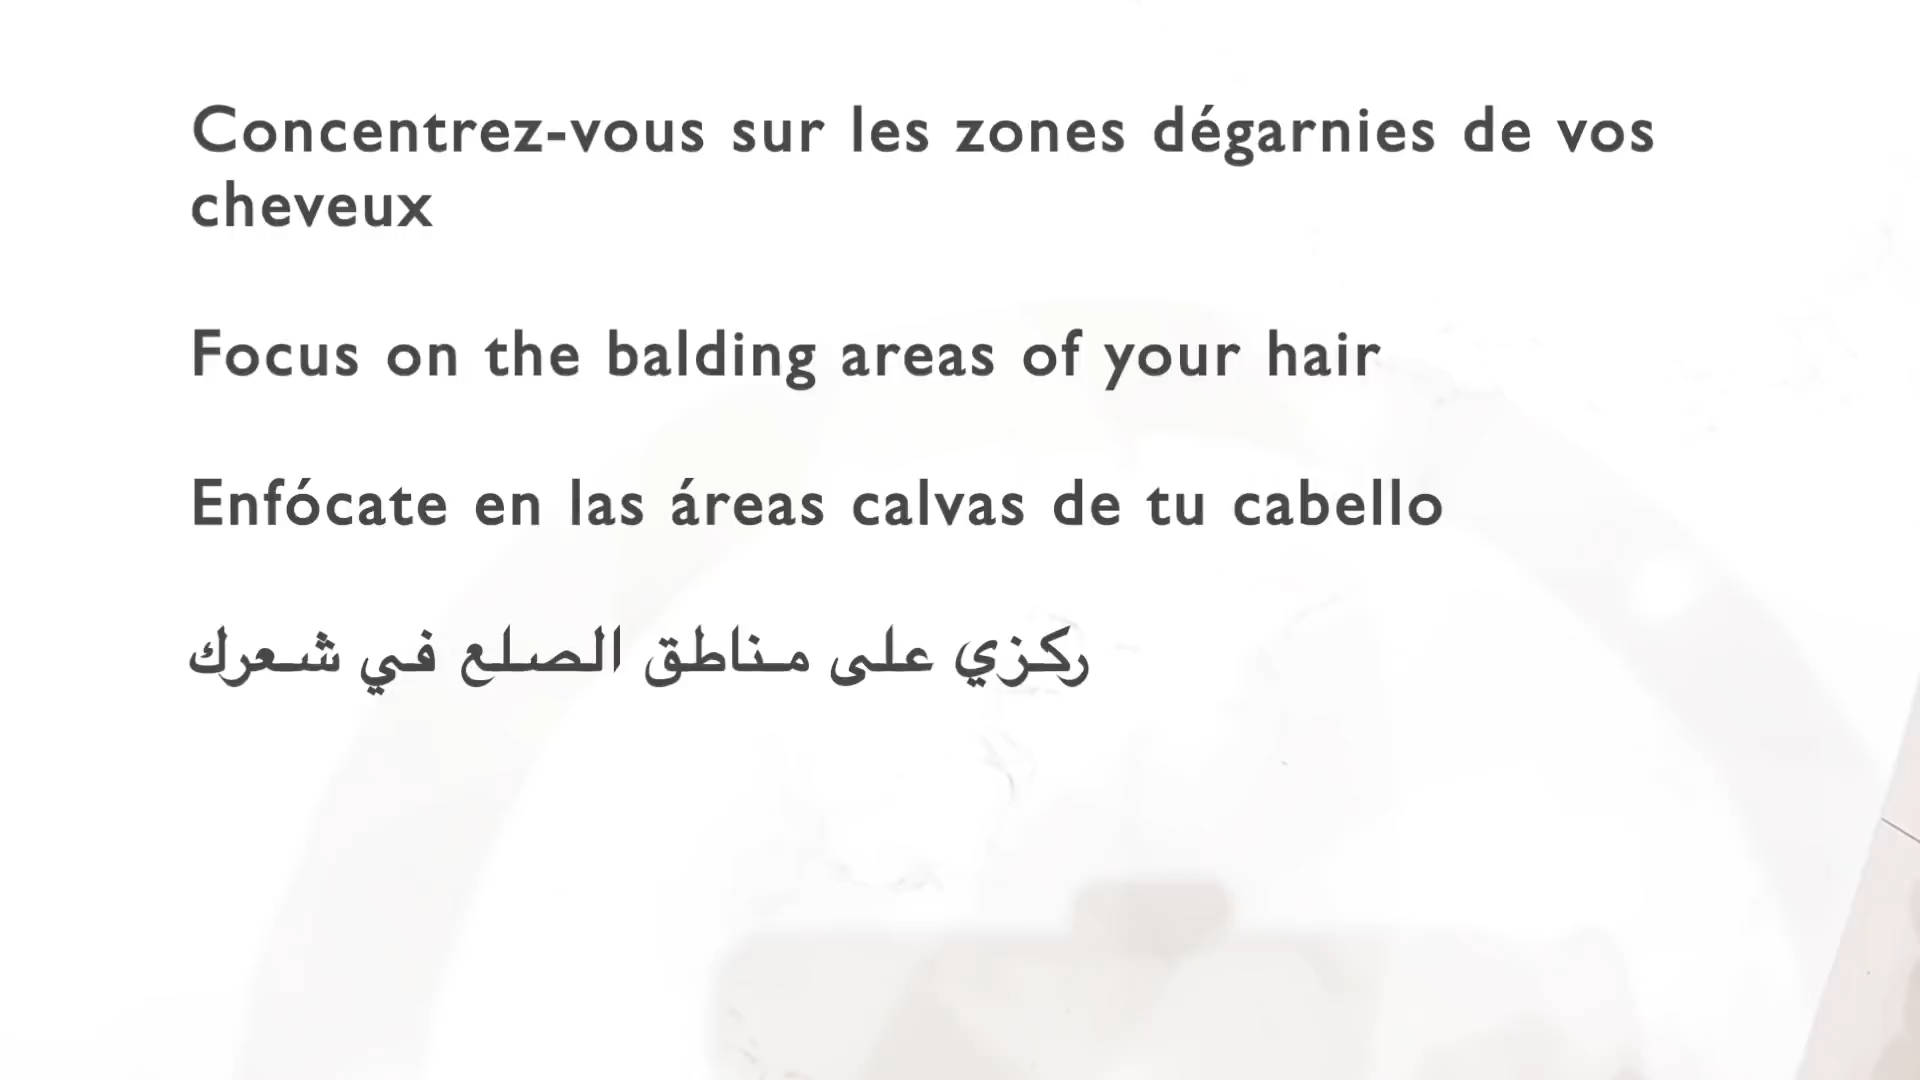 Concentrez-vous sur les zones dégarnies de vos
cheveux
Focus on the balding areas of your hair
Enfócate en las áreas calvas de tu cabello
ركزي على مناطق الصلع في شعرك